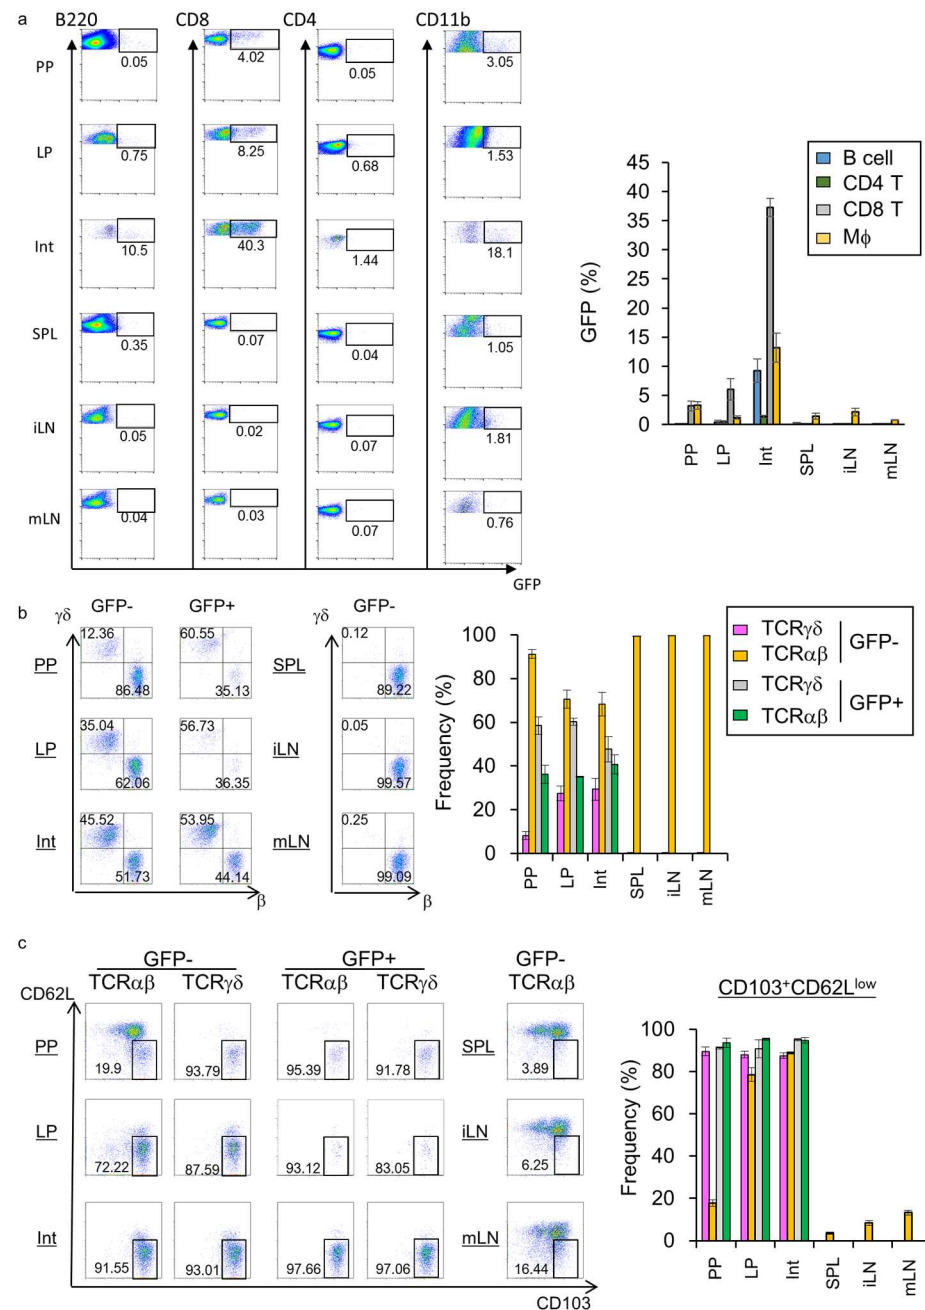 a
B220 CD8 CD4 CD11b
PP 0.05 4.02 0.05 3.05
LP 0.75 8.25 0.68 1.53
Int 10.5 40.3 1.44 18.1
SPL 0.35 0.07 0.04 1.05
iLN 0.05 0.02 0.07 1.81
mLN 0.04 0.03 0.07 0.76
GFP
B cell
CD4 T
CD8 T
Mϕ
GFP (%)
45
40
35
30
25
20
15
10
5
0
PP LP Int SPL iLN mLN
b
γδ GFP- GFP+ γδ GFP-
12.36 60.55 0.12
PP SPL
86.48 35.13 89.22
35.04 56.73 0.05
LP iLN
62.06 36.35 99.57
45.52 53.95 0.25
Int mLN
51.73 44.14 99.09
β β
TCRγδ
TCRαβ GFP-
TCRγδ
TCRαβ GFP+
Frequency (%)
100
80
60
40
20
0
PP LP Int SPL iLN mLN
c
GFP- GFP+ GFP-
TCRαβ TCRγδ TCRαβ TCRγδ TCRαβ
CD62L
PP SPL
19.9 93.79 95.39 91.78 3.89
LP iLN
72.22 87.59 93.12 83.05 6.25
Int mLN
91.55 93.01 97.66 97.06 16.44
CD103
CD103⁺CD62Lˡᵒʷ
Frequency (%)
100
80
60
40
20
0
PP LP Int SPL iLN mLN